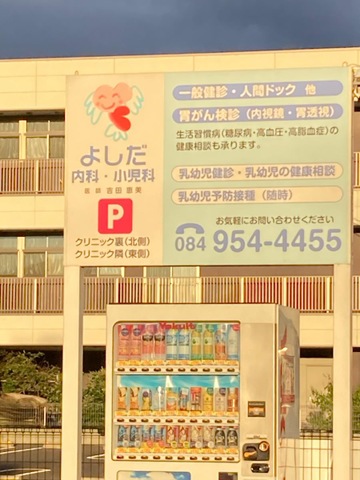 よしだ
内科・小児科
医師 吉田恵美
P
クリニック裏(北側)
クリニック隣(東側)
一般健診・人間ドック 他
胃がん検診(内視鏡・胃透視)
生活習慣病(糖尿病・高血圧・高脂血症)の
健康相談も承ります。
乳幼児健診・乳幼児の健康相談
乳幼児予防接種(随時)
お気軽にお問い合わせください
084 954-4455
Yakult